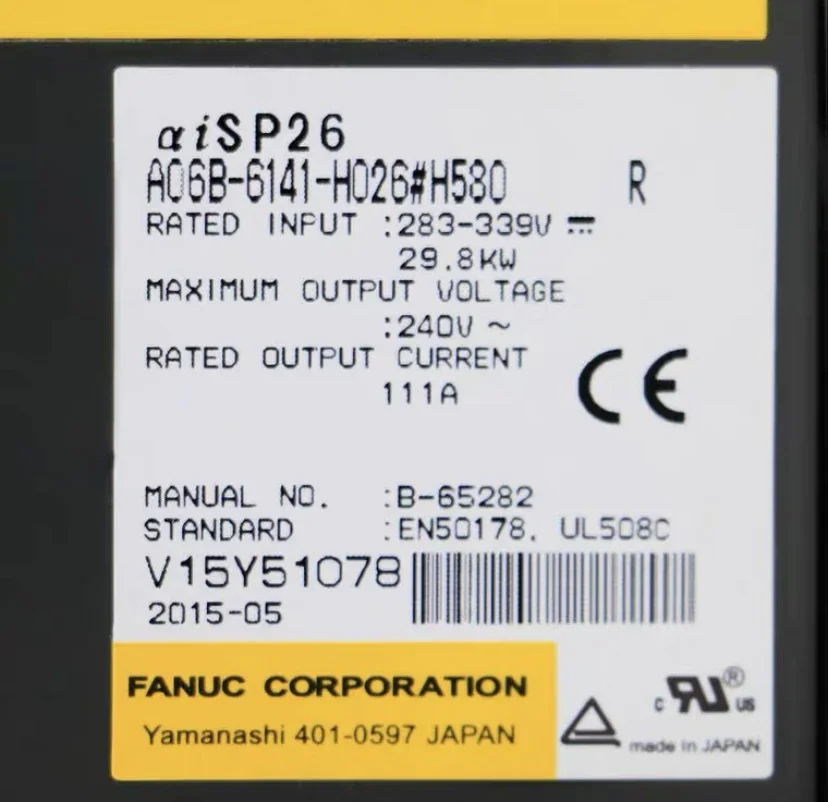 αiSP26
A06B-6141-H026#H580 R
RATED INPUT :283-339V
29.8KW
MAXIMUM OUTPUT VOLTAGE
:240V ~
RATED OUTPUT CURRENT
111A
CE
MANUAL NO. :B-65282
STANDARD :EN50178, UL508C
V15Y51078
2015-05
FANUC CORPORATION
Yamanashi 401-0597 JAPAN
c RU ® US
made in JAPAN